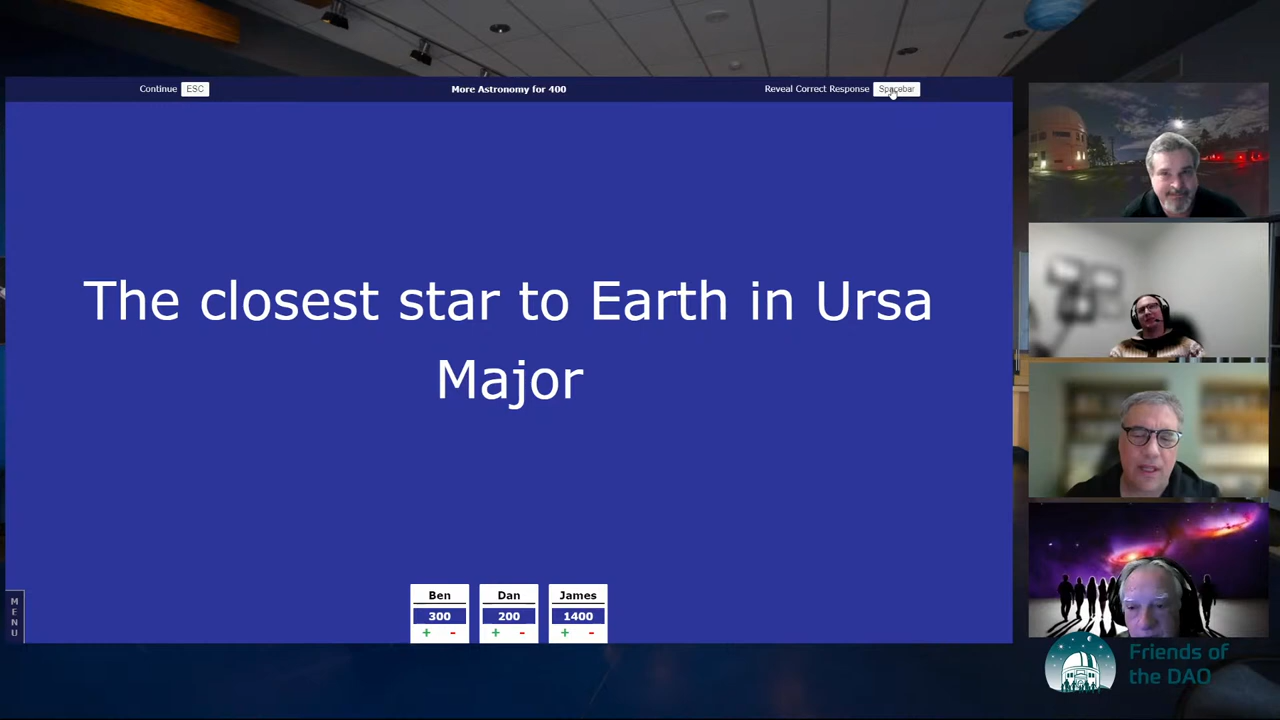 Continue ESC
More Astronomy for 400
Reveal Correct Response Spacebar
The closest star to Earth in Ursa
Major
MENU
Ben
300
+ -
Dan
200
+ -
James
1400
+ -
Friends of
the DAO